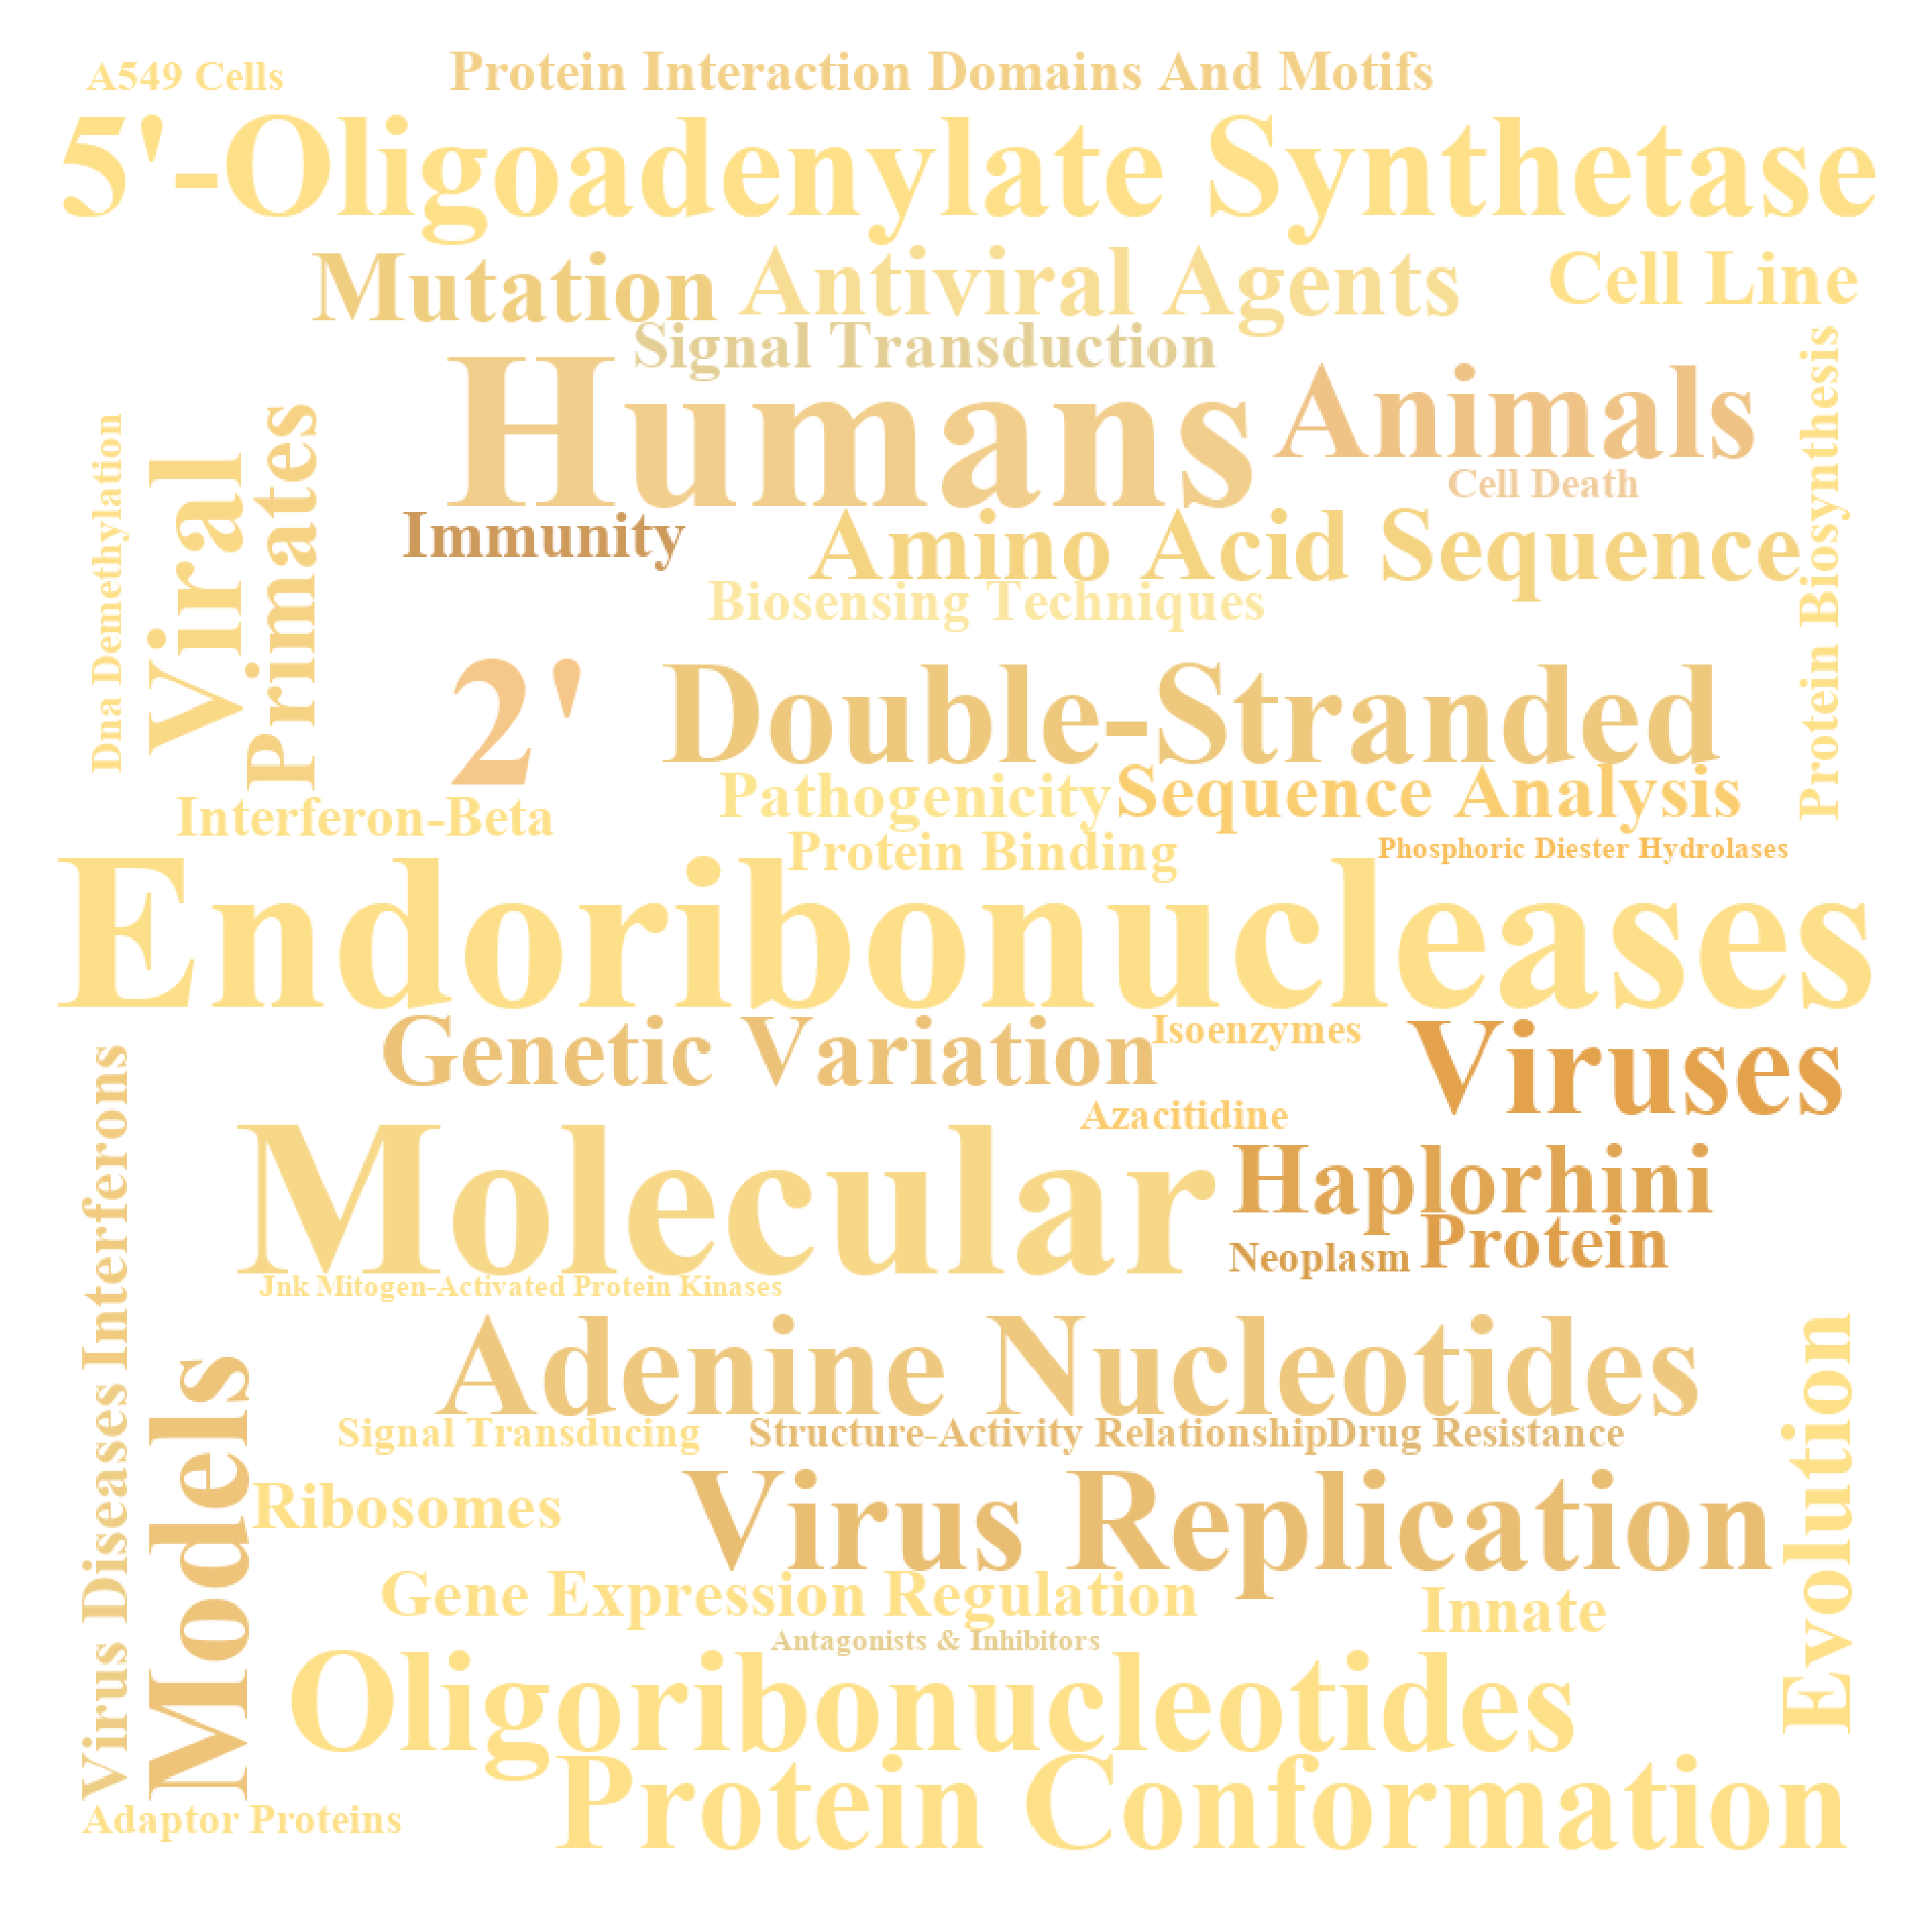 A549 Cells
Protein Interaction Domains And Motifs
5'-Oligoadenylate Synthetase
Mutation
Antiviral Agents
Cell Line
Signal Transduction
Humans
Animals
Cell Death
Dna Demethylation
Viral
Primates
Protein Biosynthesis
Immunity
Amino Acid Sequence
Biosensing Techniques
2'
Double-Stranded
Pathogenicity
Sequence Analysis
Interferon-Beta
Protein Binding
Phosphoric Diester Hydrolases
Endoribonucleases
Genetic Variation
Isoenzymes
Viruses
Azacitidine
Molecular
Haplorhini
Neoplasm
Protein
Jnk Mitogen-Activated Protein Kinases
Interferons
Virus Diseases
Models
Adenine Nucleotides
Evolution
Signal Transducing
Structure-Activity Relationship
Drug Resistance
Ribosomes
Virus Replication
Gene Expression Regulation
Innate
Antagonists & Inhibitors
Oligoribonucleotides
Protein Conformation
Adaptor Proteins